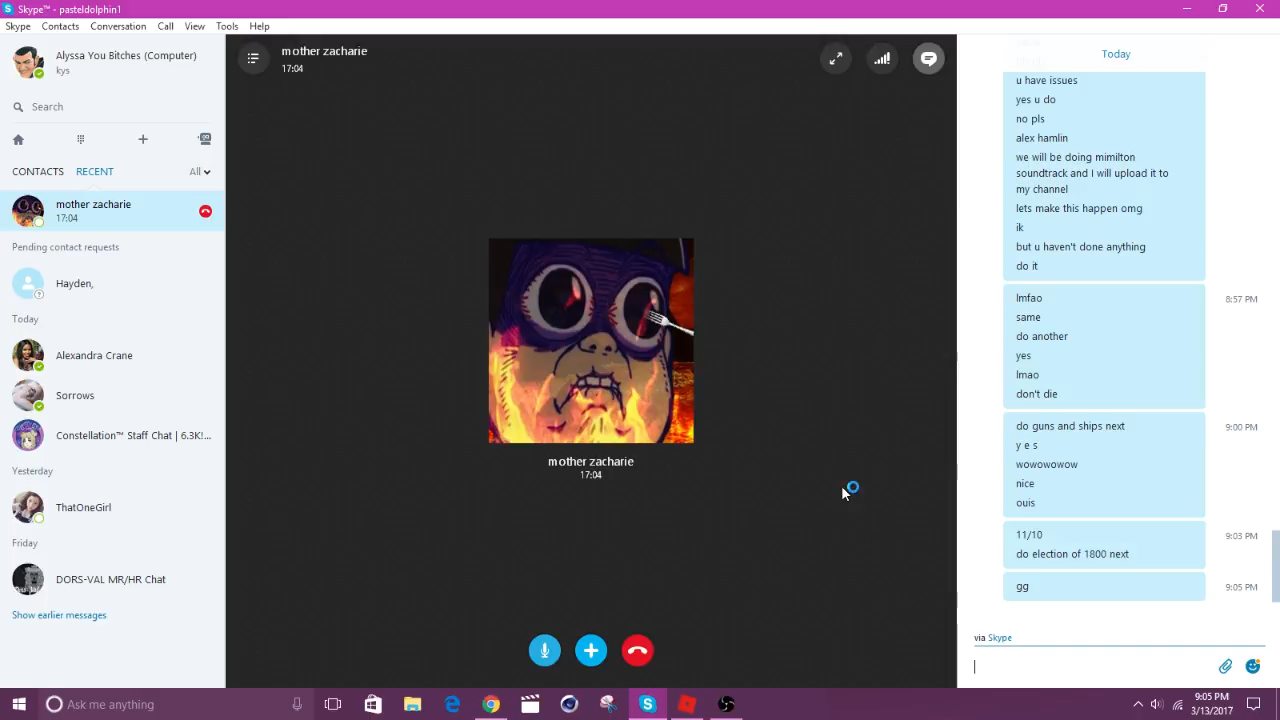 Skype™ - pasteldolphin1
Skype Contacts Conversation Call View Tools Help
Alyssa You Bitches (Computer)
kys
Search
CONTACTS RECENT All
mother zacharie
17:04
Pending contact requests
Hayden,
Today
Alexandra Crane
Sorrows
Constellation™ Staff Chat | 6.3K!...
Yesterday
ThatOneGirl
Friday
DORS-VAL MR/HR Chat
Show earlier messages
mother zacharie
17:04
mother zacharie
17:04
Today
u have issues
yes u do
no pls
alex hamlin
we will be doing mimilton
soundtrack and I will upload it to
my channel
lets make this happen omg
ik
but u haven't done anything
do it
lmfao 8:57 PM
same
do another
yes
lmao
don't die
do guns and ships next 9:00 PM
y e s
wowowowow
nice
ouis
11/10 9:03 PM
do election of 1800 next
gg 9:05 PM
via Skype
Ask me anything
9:05 PM
3/13/2017